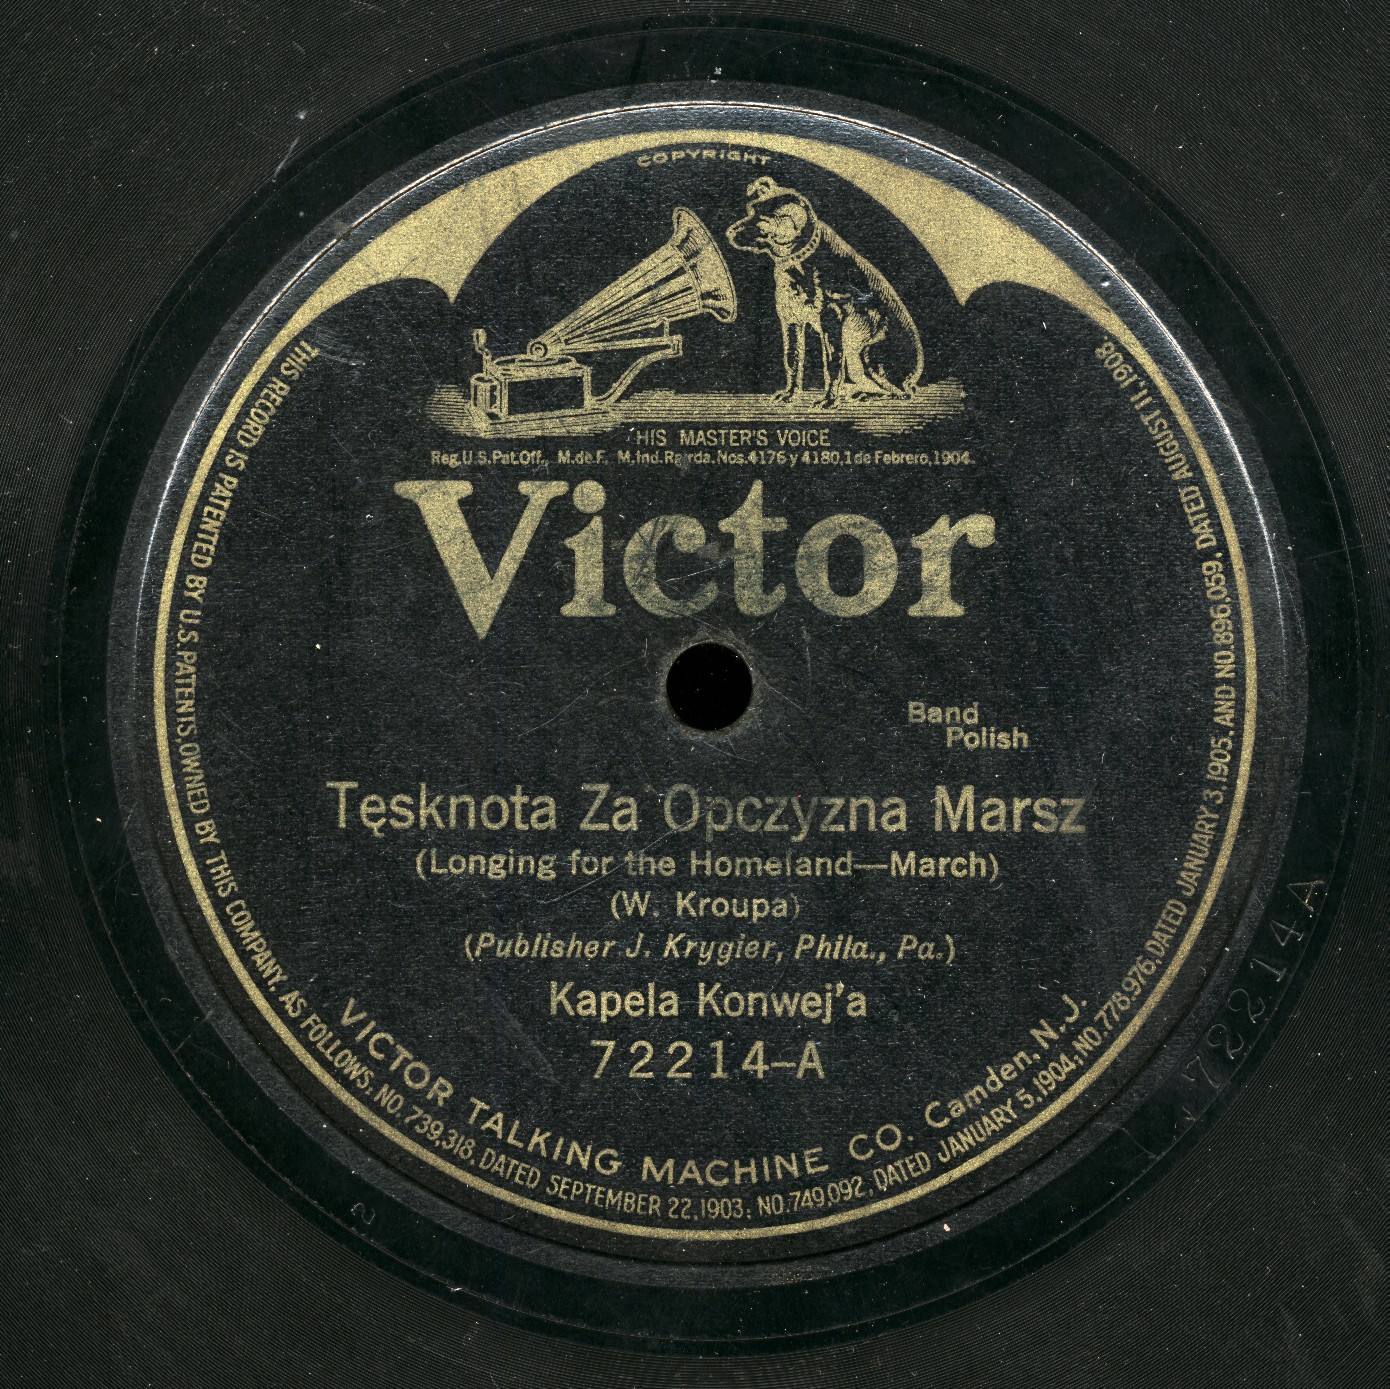 COPYRIGHT
HIS MASTER'S VOICE
Reg.U.S.Pat.Off., M.de F. M.Ind.Rgtrda.Nos.4176 y 4180,1 de Febrero,1904.
Victor
Band
Polish
Tęsknota Za Opczyzna Marsz
(Longing for the Homeland—March)
(W. Kroupa)
(Publisher J. Krygier, Phila., Pa.)
Kapela Konwej'a
72214–A
VICTOR TALKING MACHINE CO. Camden, N.J.
THIS RECORD IS PATENTED BY U.S. PATENTS, OWNED BY THIS COMPANY, AS FOLLOWS: NO. 739,318, DATED SEPTEMBER 22, 1903; NO. 749,092, DATED JANUARY 5, 1904; NO. 778,976, DATED JANUARY 3, 1905, AND NO. 896,059, DATED AUGUST 11, 1908.
72214 A
2